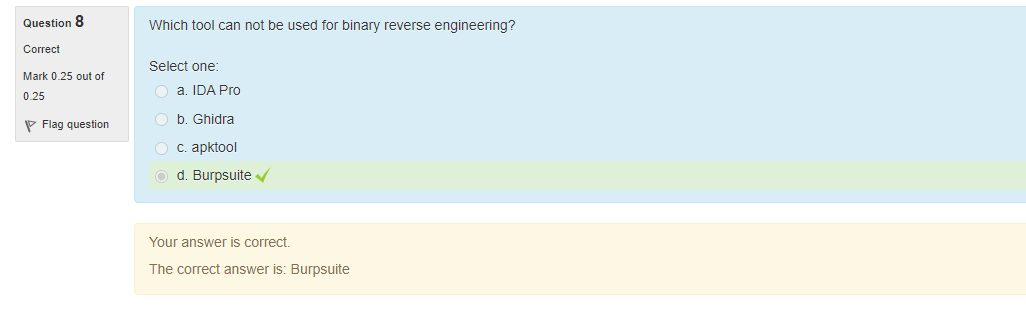 Question 8
Correct
Mark 0.25 out of
0.25
Flag question
Which tool can not be used for binary reverse engineering?
Select one:
a. IDA Pro
b. Ghidra
c. apktool
d. Burpsuite
Your answer is correct.
The correct answer is: Burpsuite